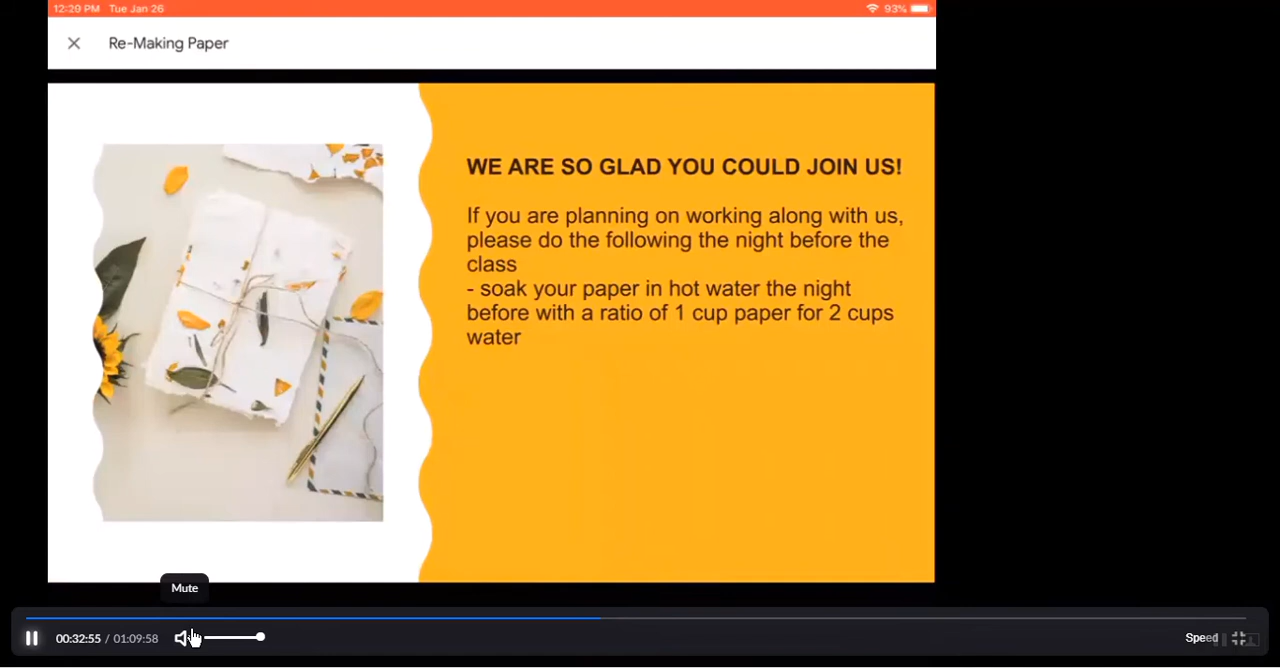 12:29 PM Tue Jan 26
93%
Re-Making Paper
WE ARE SO GLAD YOU COULD JOIN US!
If you are planning on working along with us,
please do the following the night before the
class
- soak your paper in hot water the night
before with a ratio of 1 cup paper for 2 cups
water
Mute
00:32:55 / 01:09:58
Speed